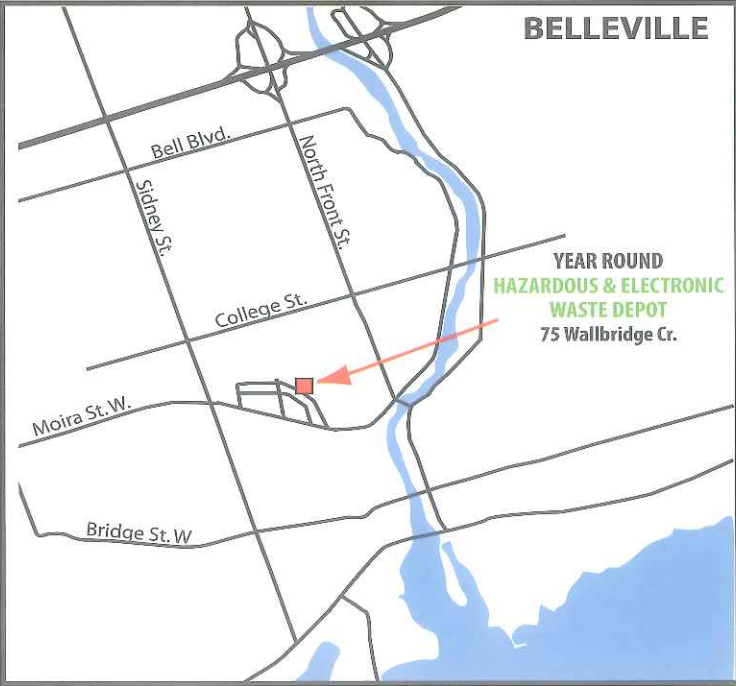 BELLEVILLE
Bell Blvd.
North Front St.
Sidney St.
YEAR ROUND
HAZARDOUS & ELECTRONIC
WASTE DEPOT
75 Wallbridge Cr.
College St.
Moira St. W.
Bridge St. W